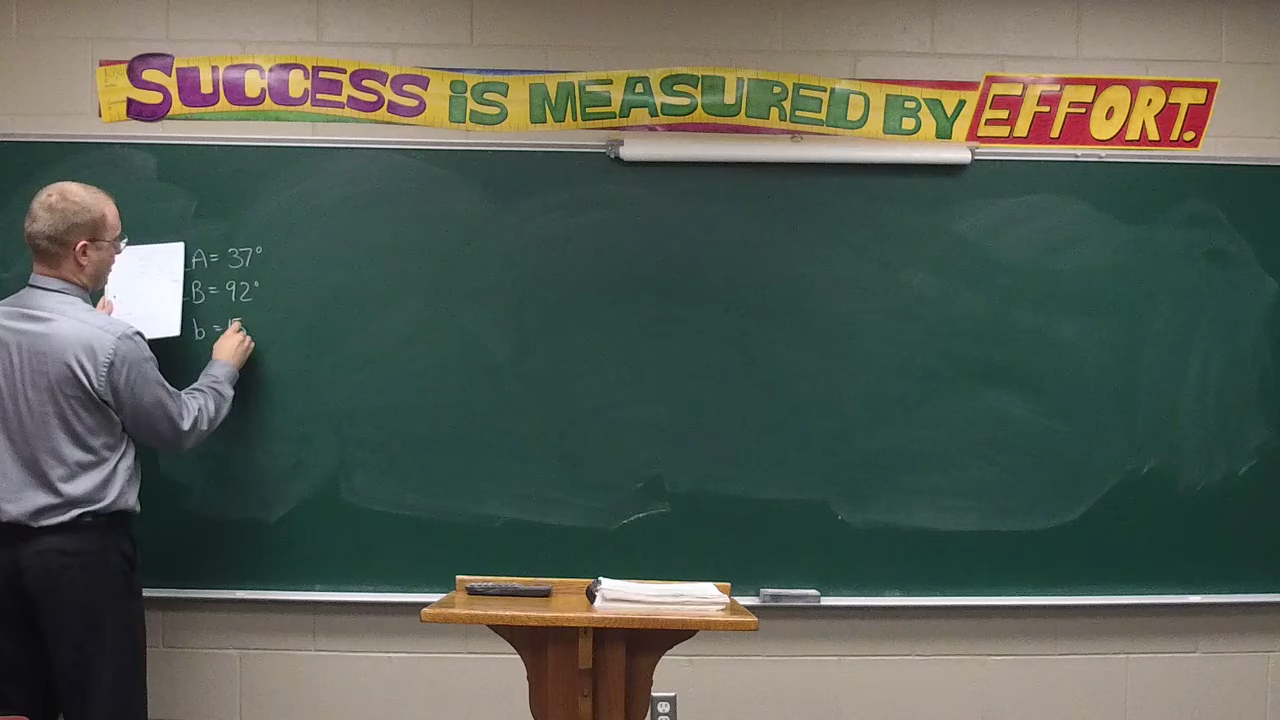 SUCCESS iS MEASURED BY EFFORT.
∠A = 37°
∠B = 92°
b =